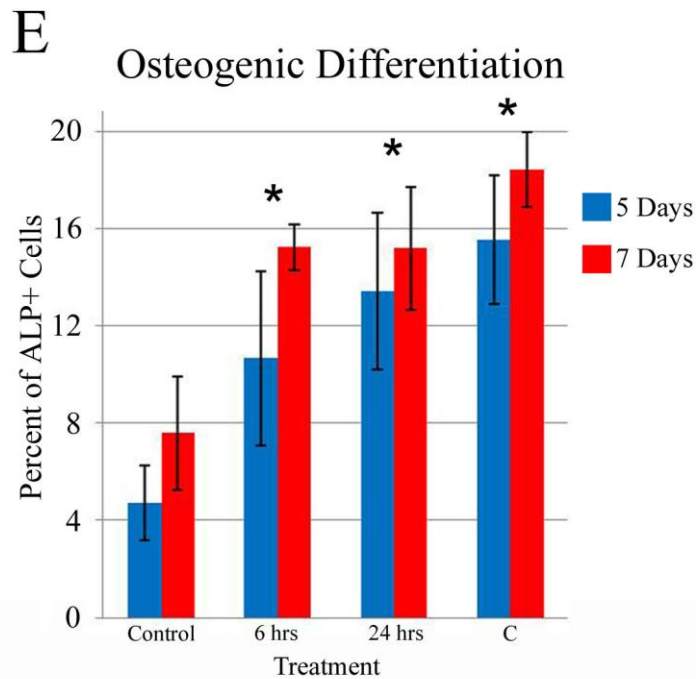 E
Osteogenic Differentiation
20
16
12
8
4
0
Percent of ALP+ Cells
*
*
*
5 Days
7 Days
Control 6 hrs 24 hrs C
Treatment